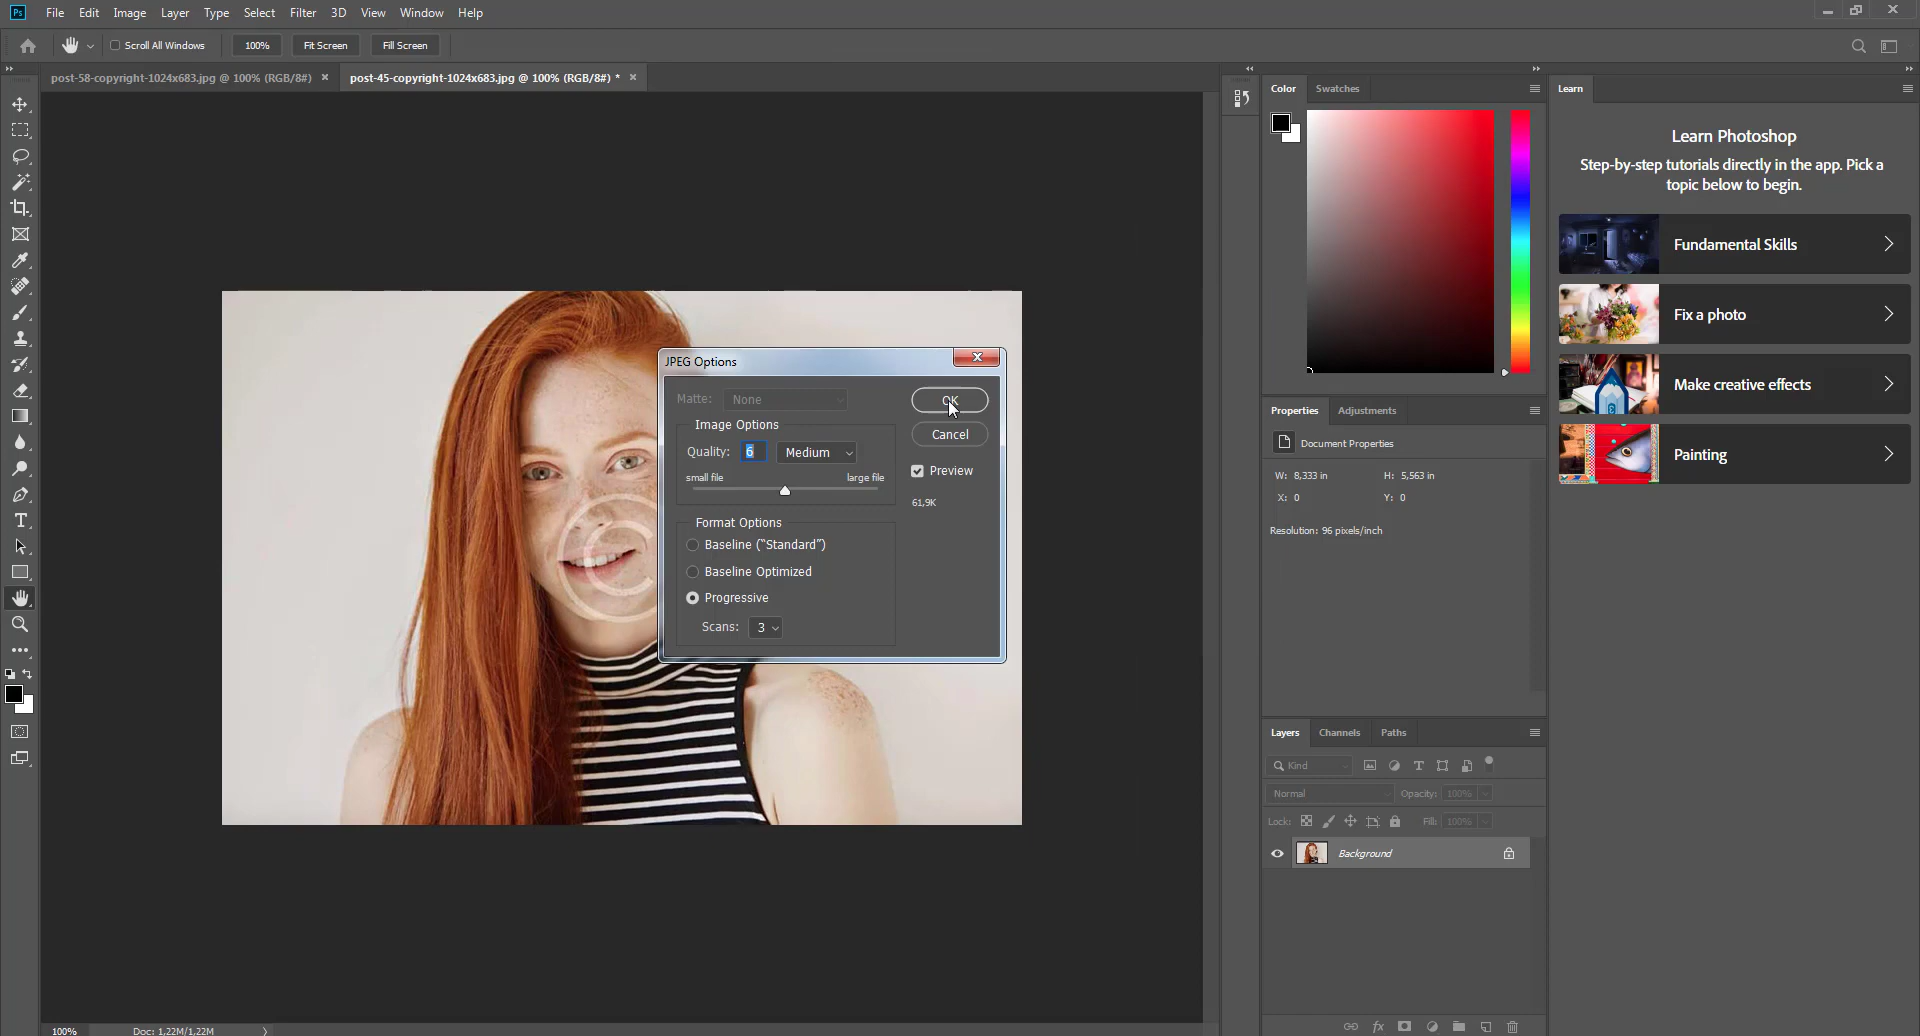 Ps File Edit Image Layer Type Select Filter 3D View Window Help
Scroll All Windows 100% Fit Screen Fill Screen
post-58-copyright-1024x683.jpg @ 100% (RGB/8#) post-45-copyright-1024x683.jpg @ 100% (RGB/8#) *
Color Swatches
Learn
Learn Photoshop
Step-by-step tutorials directly in the app. Pick a
topic below to begin.
Fundamental Skills
Fix a photo
Make creative effects
Painting
JPEG Options
Matte: None
OK
Image Options
Quality: 6 Medium
Cancel
small file large file
Preview
61,9K
Format Options
Baseline (“Standard”)
Baseline Optimized
Progressive
Scans: 3
©
Properties Adjustments
Document Properties
W: 8,333 in H: 5,563 in
X: 0 Y: 0
Resolution: 96 pixels/inch
Layers Channels Paths
Kind
Normal Opacity: 100%
Lock: Fill: 100%
Background
fx
100% Doc: 1,22M/1,22M